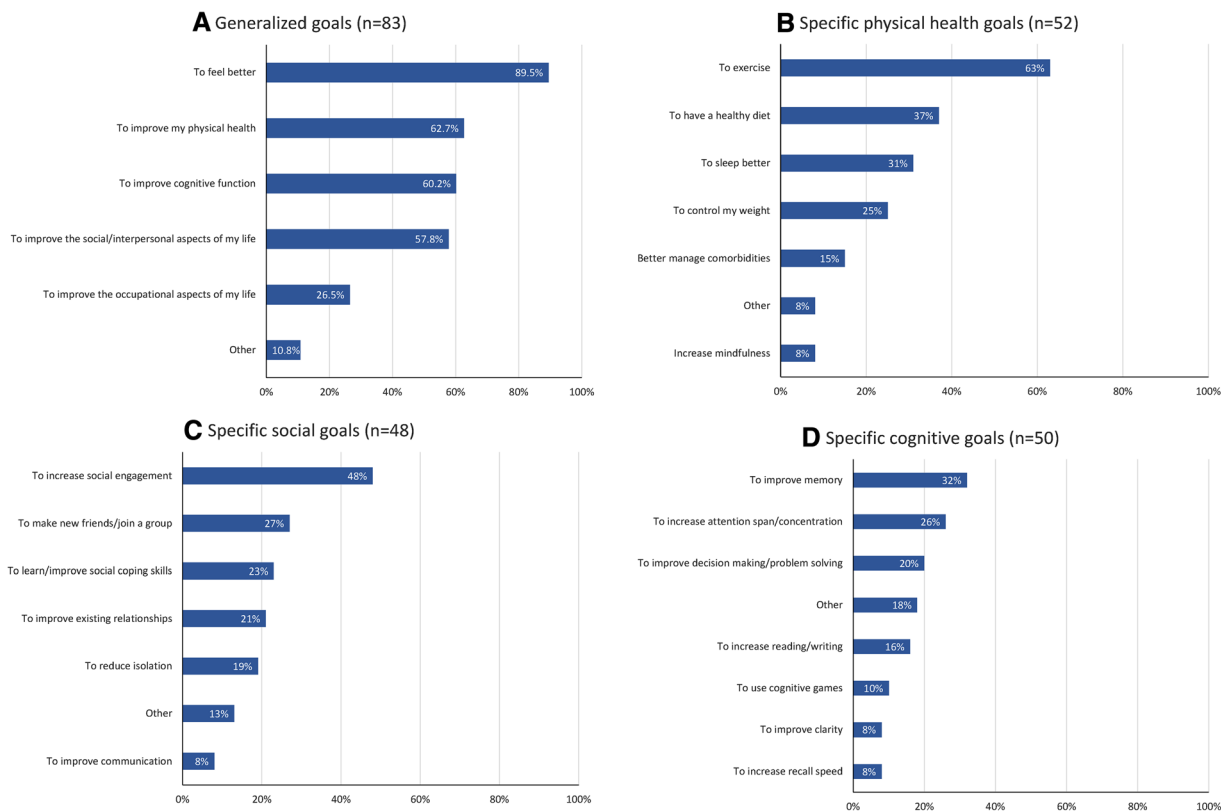 A Generalized goals (n=83)
To feel better 89.5%
To improve my physical health 62.7%
To improve cognitive function 60.2%
To improve the social/interpersonal aspects of my life 57.8%
To improve the occupational aspects of my life 26.5%
Other 10.8%
0% 20% 40% 60% 80% 100%
B Specific physical health goals (n=52)
To exercise 63%
To have a healthy diet 37%
To sleep better 31%
To control my weight 25%
Better manage comorbidities 15%
Other 8%
Increase mindfulness 8%
0% 20% 40% 60% 80% 100%
C Specific social goals (n=48)
To increase social engagement 48%
To make new friends/join a group 27%
To learn/improve social coping skills 23%
To improve existing relationships 21%
To reduce isolation 19%
Other 13%
To improve communication 8%
0% 20% 40% 60% 80% 100%
D Specific cognitive goals (n=50)
To improve memory 32%
To increase attention span/concentration 26%
To improve decision making/problem solving 20%
Other 18%
To increase reading/writing 16%
To use cognitive games 10%
To improve clarity 8%
To increase recall speed 8%
0% 20% 40% 60% 80% 100%